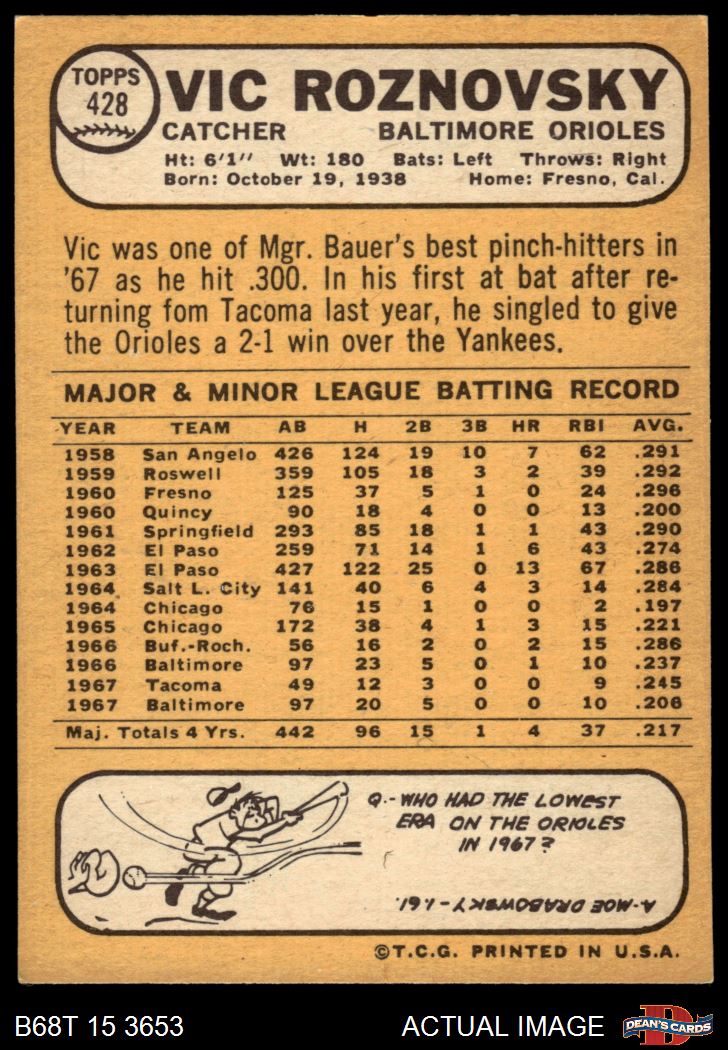 TOPPS
428
VIC ROZNOVSKY
CATCHER BALTIMORE ORIOLES
Ht: 6'1" Wt: 180 Bats: Left Throws: Right
Born: October 19, 1938 Home: Fresno, Cal.
Vic was one of Mgr. Bauer's best pinch-hitters in
'67 as he hit .300. In his first at bat after re-
turning fom Tacoma last year, he singled to give
the Orioles a 2-1 win over the Yankees.
MAJOR & MINOR LEAGUE BATTING RECORD
YEAR TEAM AB H 2B 3B HR RBI AVG.
1958 San Angelo 426 124 19 10 7 62 .291
1959 Roswell 359 105 18 3 2 39 .292
1960 Fresno 125 37 5 1 0 24 .296
1960 Quincy 90 18 4 0 0 13 .200
1961 Springfield 293 85 18 1 1 43 .290
1962 El Paso 259 71 14 1 6 43 .274
1963 El Paso 427 122 25 0 13 67 .286
1964 Salt L. City 141 40 6 4 3 14 .284
1964 Chicago 76 15 1 0 0 2 .197
1965 Chicago 172 38 4 1 3 15 .221
1966 Buf.-Roch. 56 16 2 0 2 15 .286
1966 Baltimore 97 23 5 0 1 10 .237
1967 Tacoma 49 12 3 0 0 9 .245
1967 Baltimore 97 20 5 0 0 10 .206
Maj. Totals 4 Yrs. 442 96 15 1 4 37 .217
Q.- WHO HAD THE LOWEST
ERA ON THE ORIOLES
IN 1967?
A- MOE DRABOWSKY - 1.61.
©T.C.G. PRINTED IN U.S.A.
B68T 15 3653 ACTUAL IMAGE
D
DEAN'S CARDS